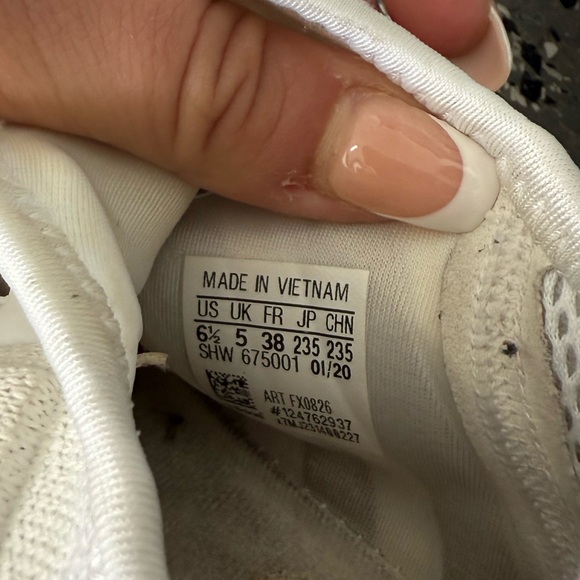 MADE IN VIETNAM
US UK FR JP CHN
6½ 5 38 235 235
SHW 675001 01/20
ART FX0826
#124762937